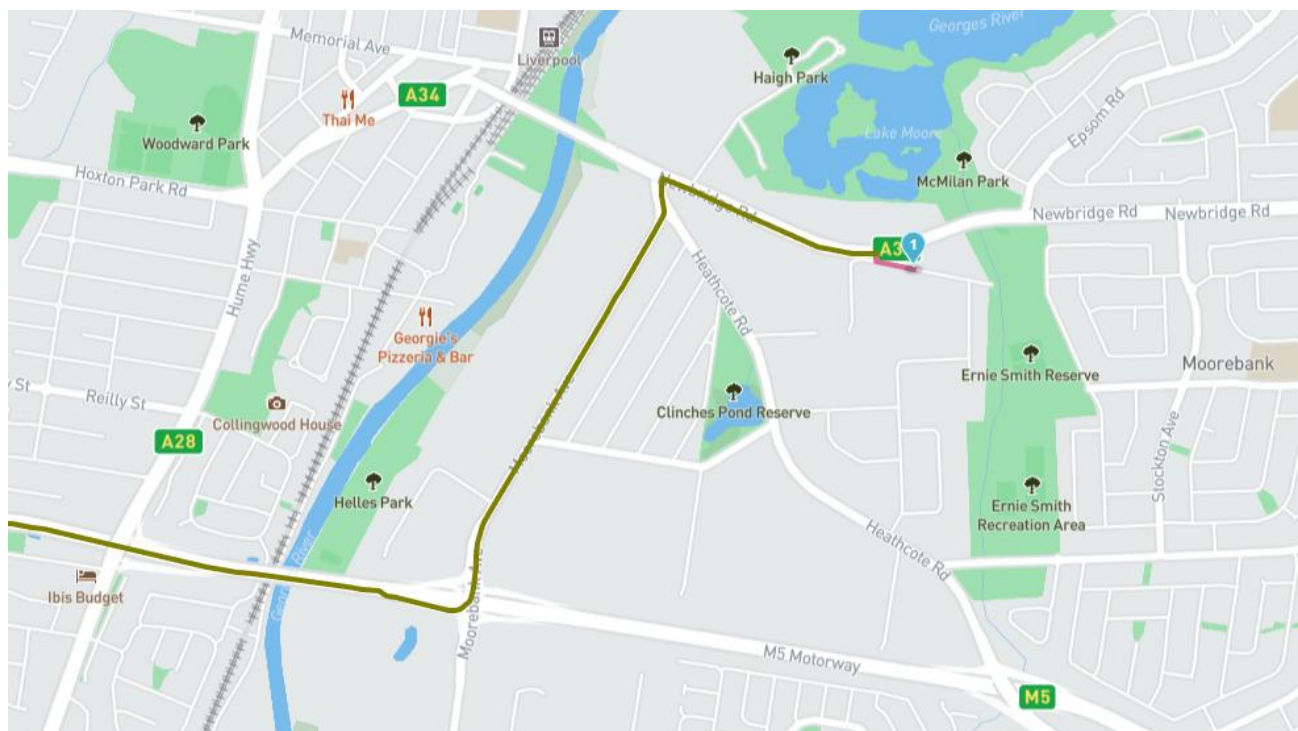 Georges River
Memorial Ave
Liverpool
Haigh Park
A34
Thai Me
Epsom Rd
Woodward Park
Lake Moore
McMilan Park
Hoxton Park Rd
Newbridge Rd
Newbridge Rd
Newbridge Rd
A3
1
Hume Hwy
Heathcote Rd
Georgie's
Pizzeria & Bar
Ernie Smith Reserve
Moorebank
Reilly St
Collingwood House
Clinches Pond Reserve
Moorebank Ave
A28
Stockton Ave
Helles Park
Ernie Smith
Recreation Area
Heathcote Rd
River
Ibis Budget
Moorebank Ave
M5 Motorway
M5